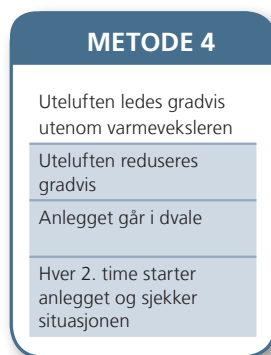 METODE 4
Uteluften ledes gradvis
utenom varmeveksleren
Uteluften reduseres
gradvis
Anlegget går i dvale
Hver 2. time starter
anlegget og sjekker
situasjonen